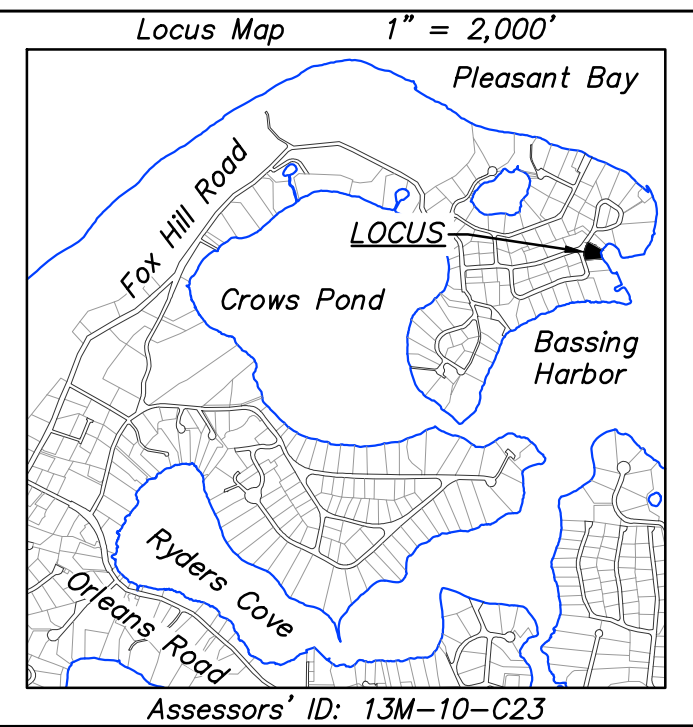 Locus Map 1" = 2,000'
Pleasant Bay
Fox Hill Road
LOCUS
Crows Pond
Bassing
Harbor
Ryders Cove
Orleans Road
Assessors' ID: 13M-10-C23